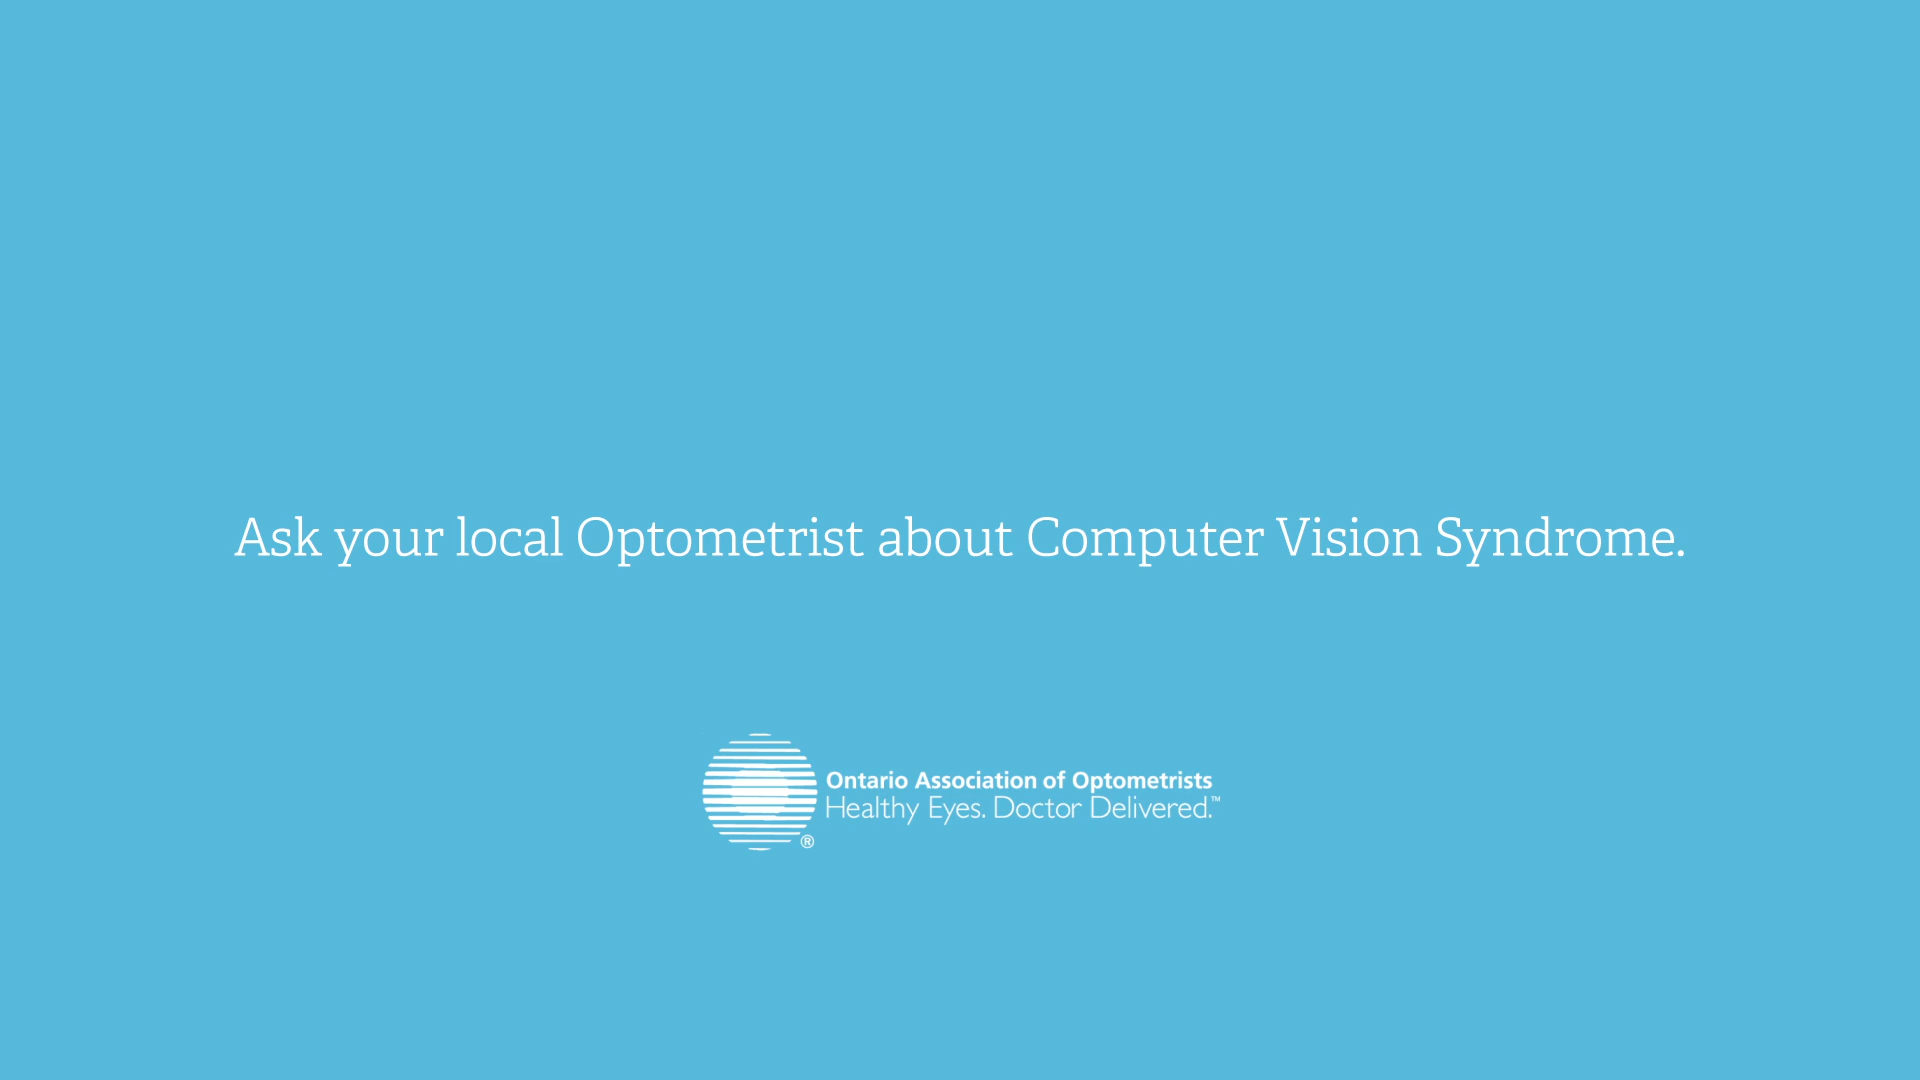 Ask your local Optometrist about Computer Vision Syndrome.
Ontario Association of Optometrists
Healthy Eyes. Doctor Delivered.™
®